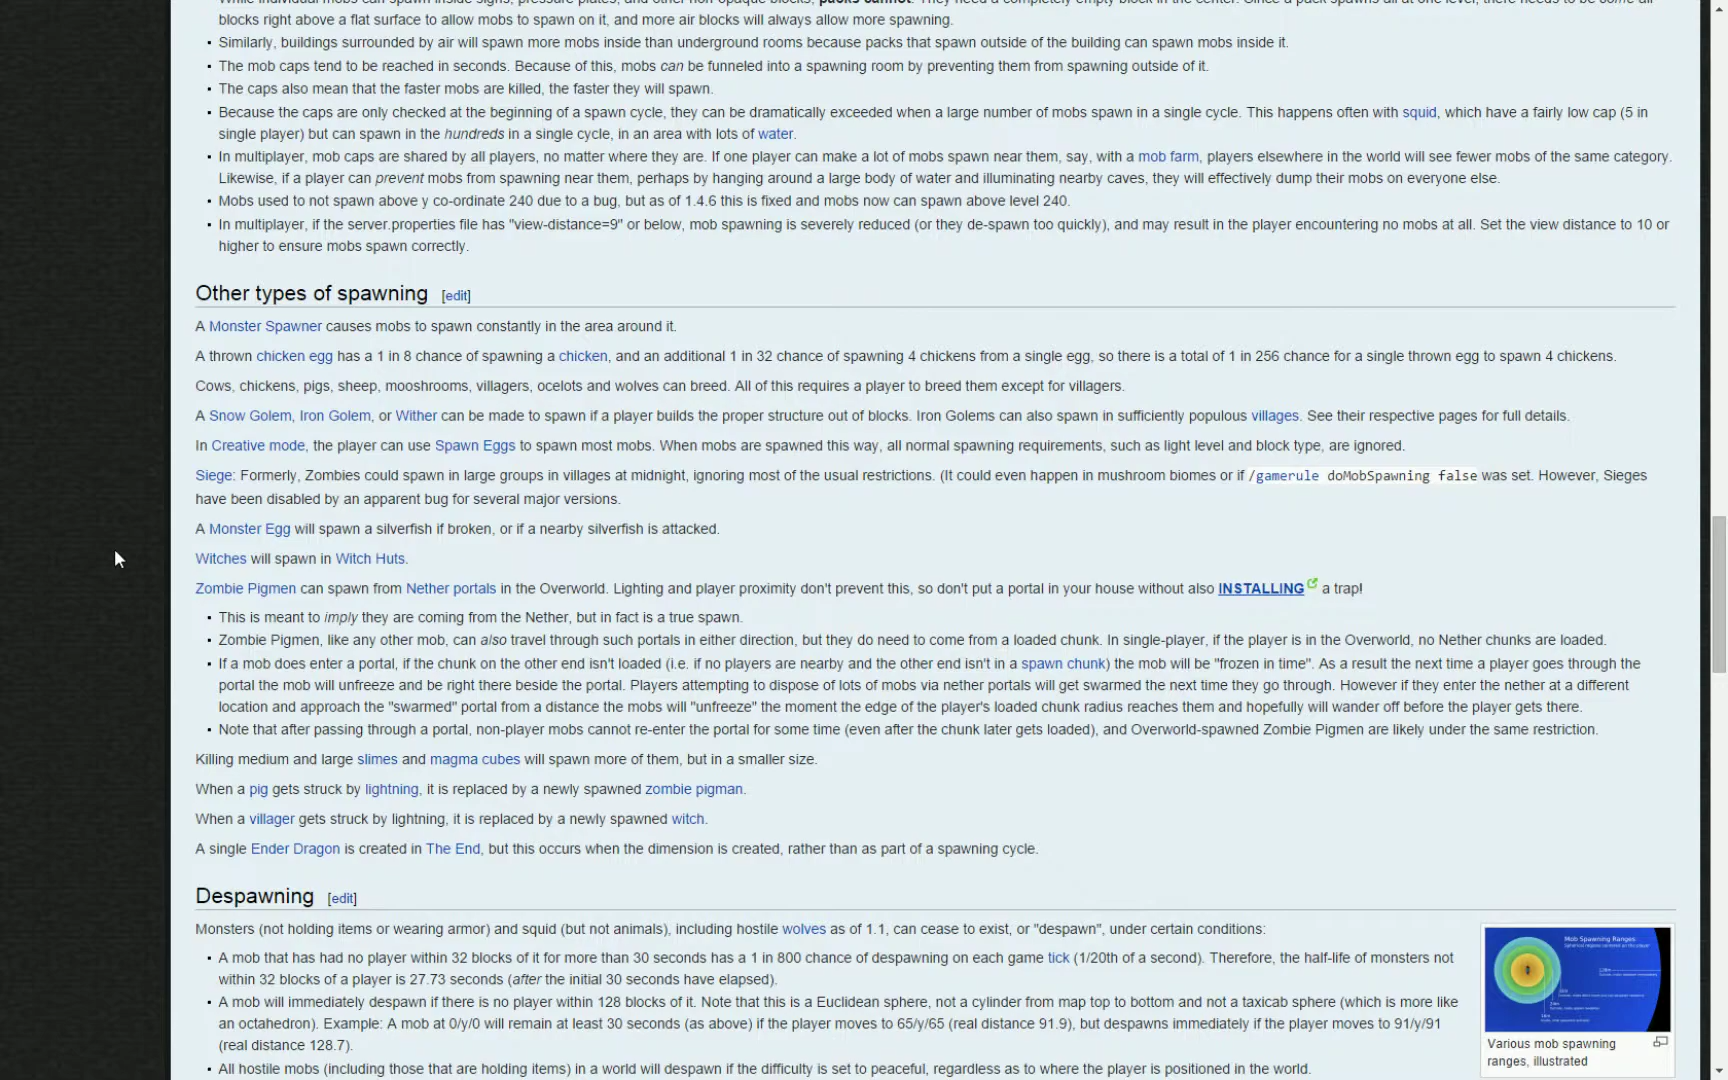 blocks right above a flat surface to allow mobs to spawn on it, and more air blocks will always allow more spawning.
▪ Similarly, buildings surrounded by air will spawn more mobs inside than underground rooms because packs that spawn outside of the building can spawn mobs inside it.
▪ The mob caps tend to be reached in seconds. Because of this, mobs can be funneled into a spawning room by preventing them from spawning outside of it.
▪ The caps also mean that the faster mobs are killed, the faster they will spawn.
▪ Because the caps are only checked at the beginning of a spawn cycle, they can be dramatically exceeded when a large number of mobs spawn in a single cycle. This happens often with squid, which have a fairly low cap (5 in
single player) but can spawn in the hundreds in a single cycle, in an area with lots of water.
▪ In multiplayer, mob caps are shared by all players, no matter where they are. If one player can make a lot of mobs spawn near them, say, with a mob farm, players elsewhere in the world will see fewer mobs of the same category.
Likewise, if a player can prevent mobs from spawning near them, perhaps by hanging around a large body of water and illuminating nearby caves, they will effectively dump their mobs on everyone else.
▪ Mobs used to not spawn above y co-ordinate 240 due to a bug, but as of 1.4.6 this is fixed and mobs now can spawn above level 240.
▪ In multiplayer, if the server.properties file has "view-distance=9" or below, mob spawning is severely reduced (or they de-spawn too quickly), and may result in the player encountering no mobs at all. Set the view distance to 10 or
higher to ensure mobs spawn correctly.
Other types of spawning [edit]
A Monster Spawner causes mobs to spawn constantly in the area around it.
A thrown chicken egg has a 1 in 8 chance of spawning a chicken, and an additional 1 in 32 chance of spawning 4 chickens from a single egg, so there is a total of 1 in 256 chance for a single thrown egg to spawn 4 chickens.
Cows, chickens, pigs, sheep, mooshrooms, villagers, ocelots and wolves can breed. All of this requires a player to breed them except for villagers.
A Snow Golem, Iron Golem, or Wither can be made to spawn if a player builds the proper structure out of blocks. Iron Golems can also spawn in sufficiently populous villages. See their respective pages for full details.
In Creative mode, the player can use Spawn Eggs to spawn most mobs. When mobs are spawned this way, all normal spawning requirements, such as light level and block type, are ignored.
Siege: Formerly, Zombies could spawn in large groups in villages at midnight, ignoring most of the usual restrictions. (It could even happen in mushroom biomes or if /gamerule doMobSpawning false was set. However, Sieges
have been disabled by an apparent bug for several major versions.
A Monster Egg will spawn a silverfish if broken, or if a nearby silverfish is attacked.
Witches will spawn in Witch Huts.
Zombie Pigmen can spawn from Nether portals in the Overworld. Lighting and player proximity don't prevent this, so don't put a portal in your house without also INSTALLING a trap!
▪ This is meant to imply they are coming from the Nether, but in fact is a true spawn.
▪ Zombie Pigmen, like any other mob, can also travel through such portals in either direction, but they do need to come from a loaded chunk. In single-player, if the player is in the Overworld, no Nether chunks are loaded.
▪ If a mob does enter a portal, if the chunk on the other end isn't loaded (i.e. if no players are nearby and the other end isn't in a spawn chunk) the mob will be "frozen in time". As a result the next time a player goes through the
portal the mob will unfreeze and be right there beside the portal. Players attempting to dispose of lots of mobs via nether portals will get swarmed the next time they go through. However if they enter the nether at a different
location and approach the "swarmed" portal from a distance the mobs will "unfreeze" the moment the edge of the player's loaded chunk radius reaches them and hopefully will wander off before the player gets there.
▪ Note that after passing through a portal, non-player mobs cannot re-enter the portal for some time (even after the chunk later gets loaded), and Overworld-spawned Zombie Pigmen are likely under the same restriction.
Killing medium and large slimes and magma cubes will spawn more of them, but in a smaller size.
When a pig gets struck by lightning, it is replaced by a newly spawned zombie pigman.
When a villager gets struck by lightning, it is replaced by a newly spawned witch.
A single Ender Dragon is created in The End, but this occurs when the dimension is created, rather than as part of a spawning cycle.
Despawning [edit]
Monsters (not holding items or wearing armor) and squid (but not animals), including hostile wolves as of 1.1, can cease to exist, or "despawn", under certain conditions:
▪ A mob that has had no player within 32 blocks of it for more than 30 seconds has a 1 in 800 chance of despawning on each game tick (1/20th of a second). Therefore, the half-life of monsters not
within 32 blocks of a player is 27.73 seconds (after the initial 30 seconds have elapsed).
▪ A mob will immediately despawn if there is no player within 128 blocks of it. Note that this is a Euclidean sphere, not a cylinder from map top to bottom and not a taxicab sphere (which is more like
an octahedron). Example: A mob at 0/y/0 will remain at least 30 seconds (as above) if the player moves to 65/y/65 (real distance 91.9), but despawns immediately if the player moves to 91/y/91
(real distance 128.7).
▪ All hostile mobs (including those that are holding items) in a world will despawn if the difficulty is set to peaceful, regardless as to where the player is positioned in the world.
Mob Spawning Ranges
Various mob spawning
ranges, illustrated